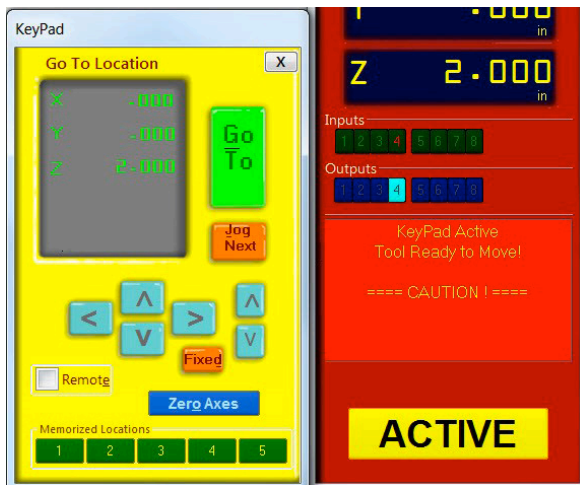 KeyPad
Go To Location
X
X .000
Y .000
Z 2.000
Go
To
Jog
Next
< ^ v > ^ v
Fixed
Remote
Zero Axes
Memorized Locations
1 2 3 4 5
.000
in
Z 2.000
in
Inputs
1 2 3 4 5 6 7 8
Outputs
1 2 3 4 5 6 7 8
KeyPad Active
Tool Ready to Move!
==== CAUTION ! ====
ACTIVE